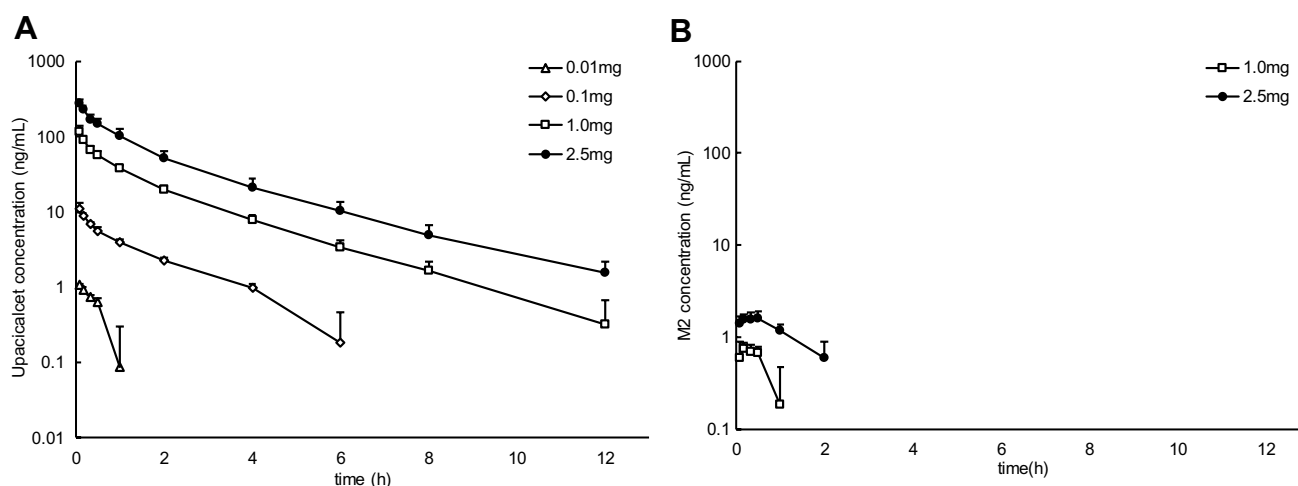 A
1000
100
10
1
0.1
0.01
Upacicalcet concentration (ng/mL)
0 2 4 6 8 10 12
time (h)
0.01mg
0.1mg
1.0mg
2.5mg
B
1000
100
10
1
0.1
M2 concentration (ng/mL)
0 2 4 6 8 10 12
time(h)
1.0mg
2.5mg